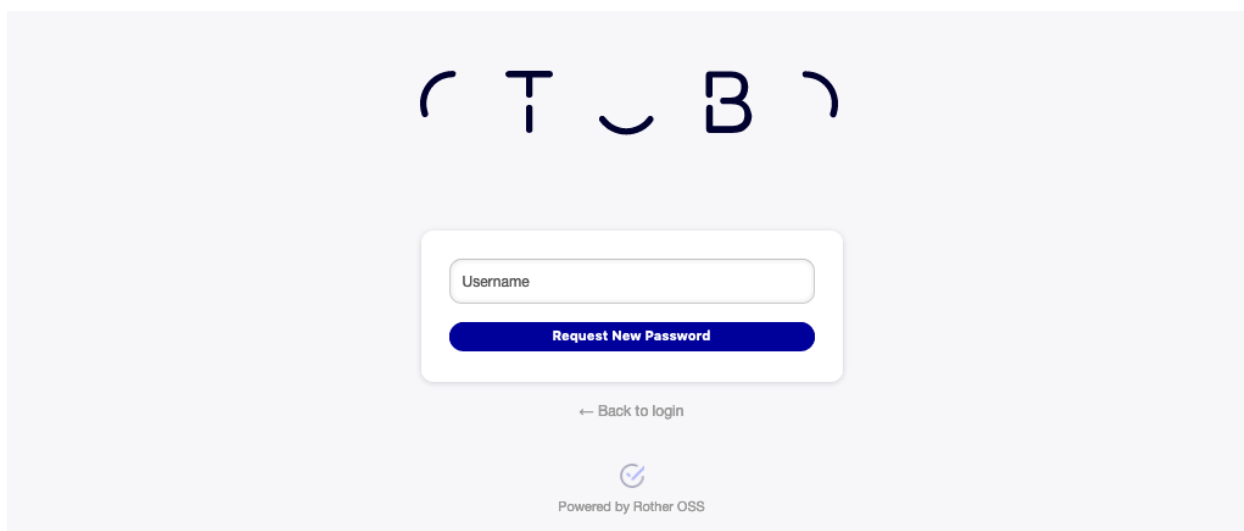 T B
Username
Request New Password
← Back to login
Powered by Rother OSS